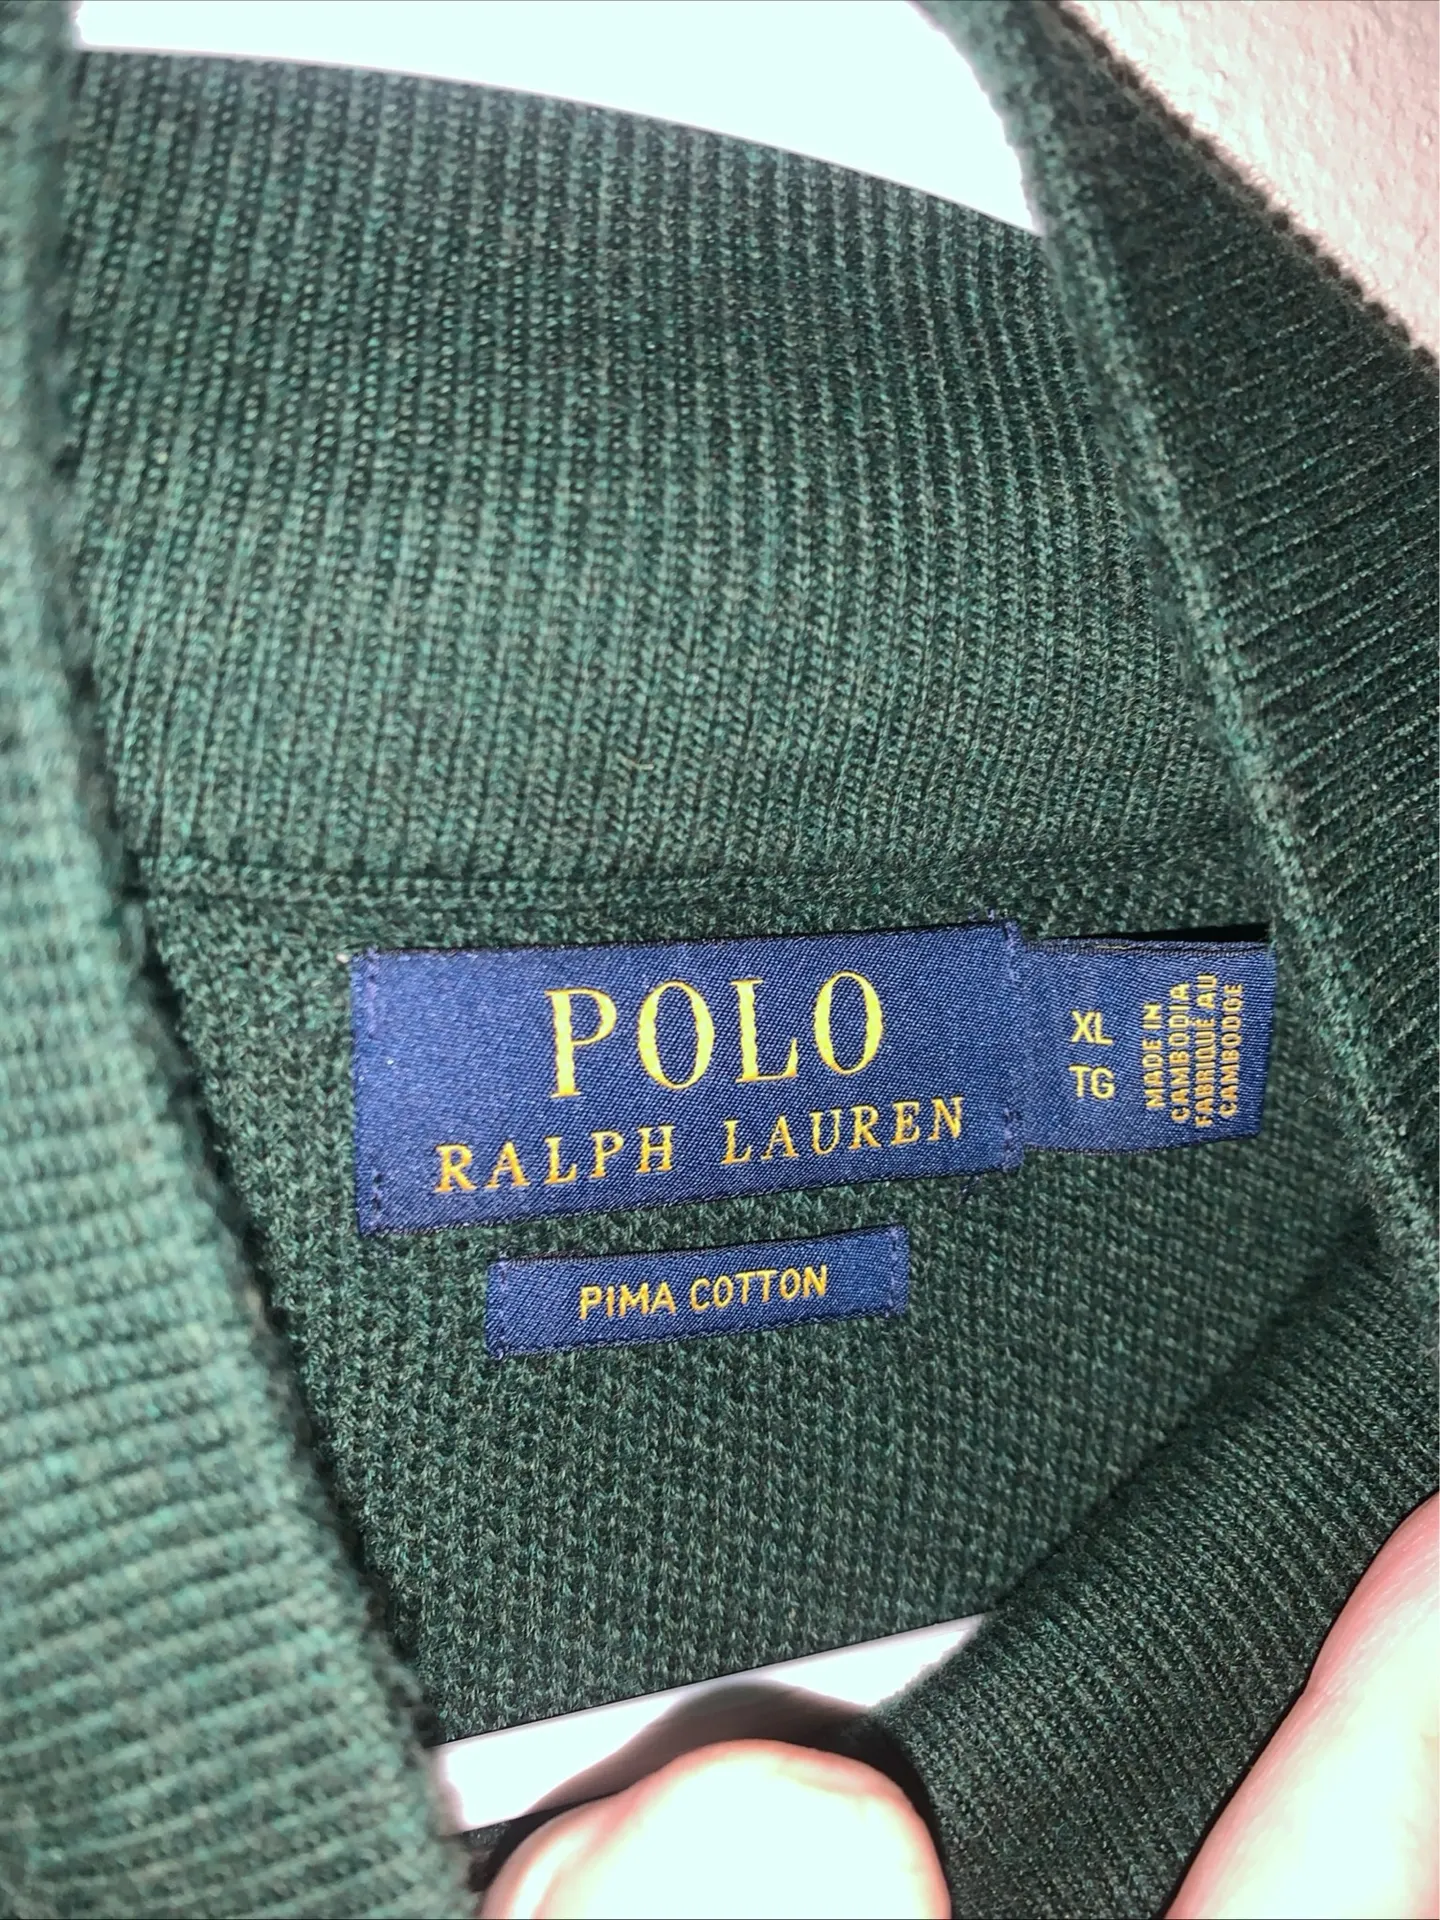 POLO
RALPH LAUREN
XL
TG
MADE IN
CAMBODIA
FABRIQUÉ AU
CAMBODGE
PIMA COTTON